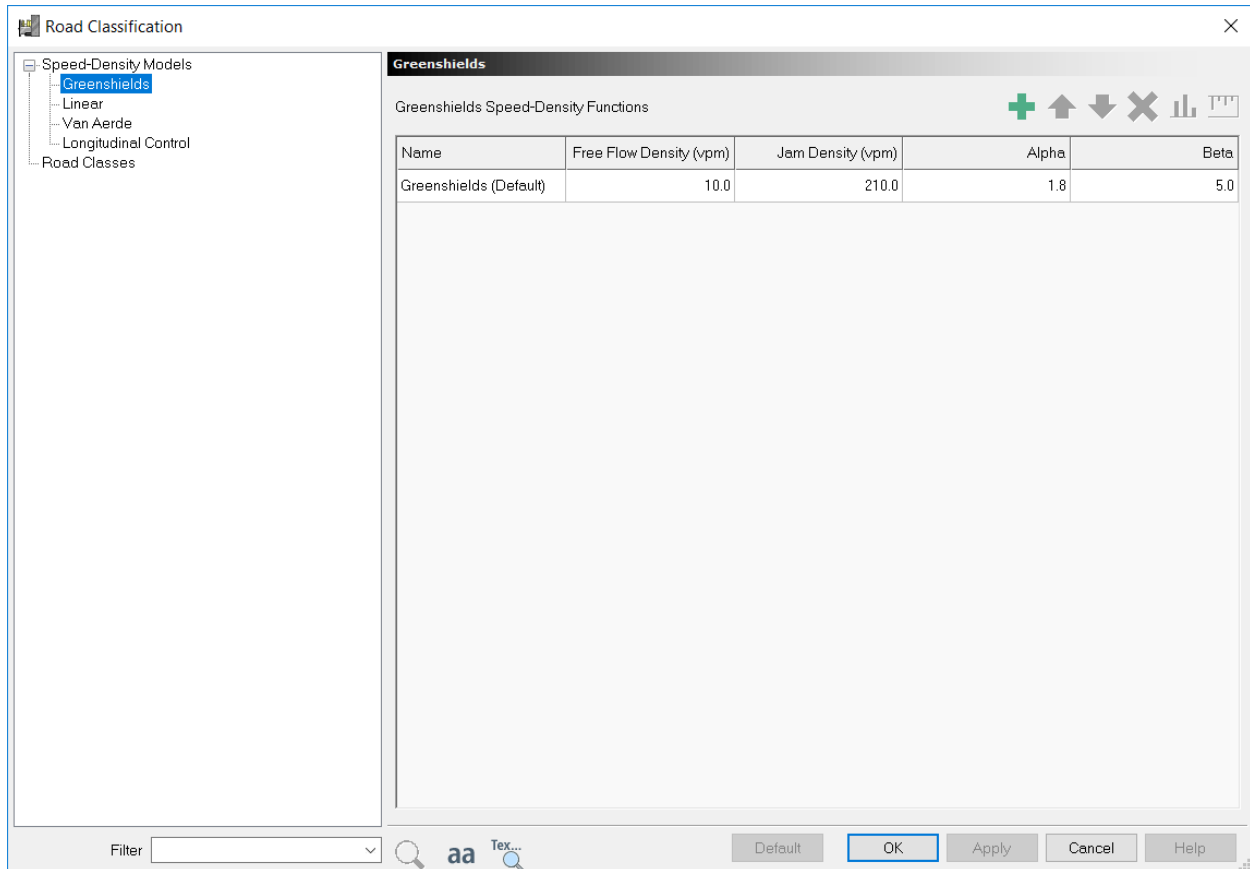 Road Classification
Speed-Density Models
Greenshields
Linear
Van Aerde
Longitudinal Control
Road Classes
Greenshields
Greenshields Speed-Density Functions
Name Free Flow Density (vpm) Jam Density (vpm) Alpha Beta
Greenshields (Default) 10.0 210.0 1.8 5.0
Filter aa Tex... Default OK Apply Cancel Help